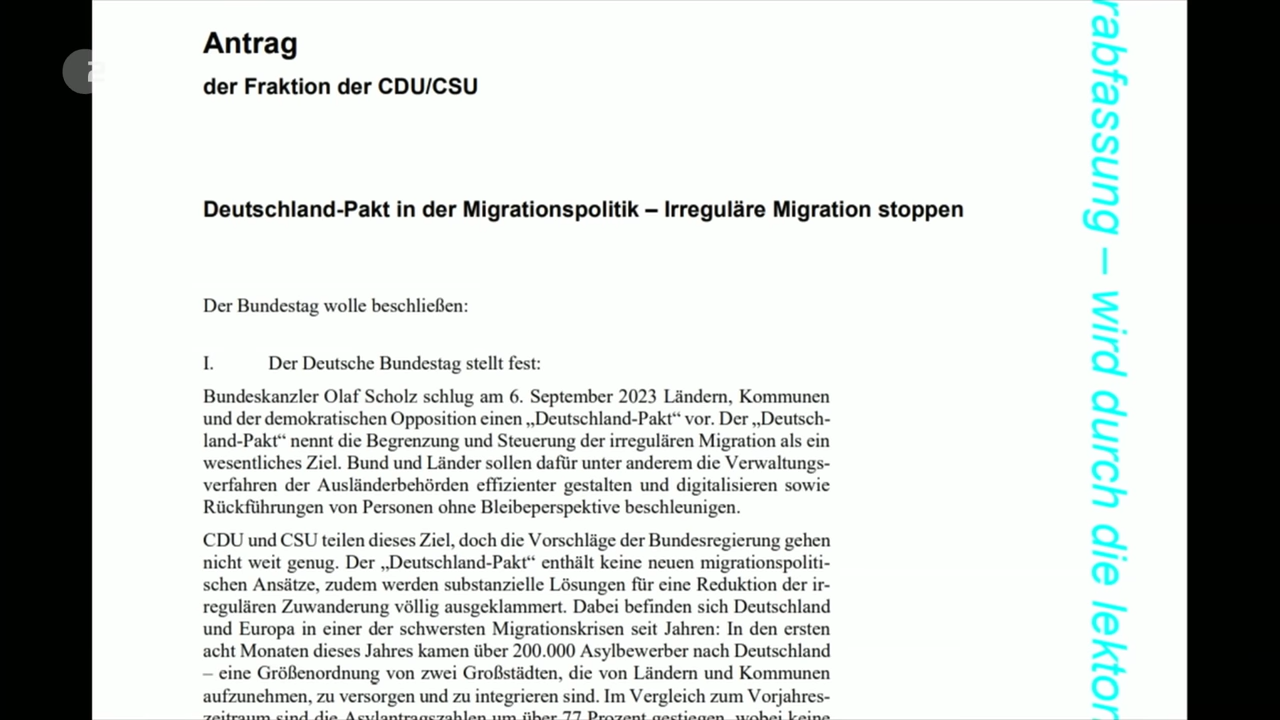 Antrag
der Fraktion der CDU/CSU
Deutschland-Pakt in der Migrationspolitik – Irreguläre Migration stoppen
Der Bundestag wolle beschließen:
I. Der Deutsche Bundestag stellt fest:
Bundeskanzler Olaf Scholz schlug am 6. September 2023 Ländern, Kommunen
und der demokratischen Opposition einen „Deutschland-Pakt“ vor. Der „Deutsch-
land-Pakt“ nennt die Begrenzung und Steuerung der irregulären Migration als ein
wesentliches Ziel. Bund und Länder sollen dafür unter anderem die Verwaltungs-
verfahren der Ausländerbehörden effizienter gestalten und digitalisieren sowie
Rückführungen von Personen ohne Bleibeperspektive beschleunigen.
CDU und CSU teilen dieses Ziel, doch die Vorschläge der Bundesregierung gehen
nicht weit genug. Der „Deutschland-Pakt“ enthält keine neuen migrationspoliti-
schen Ansätze, zudem werden substanzielle Lösungen für eine Reduktion der ir-
regulären Zuwanderung völlig ausgeklammert. Dabei befinden sich Deutschland
und Europa in einer der schwersten Migrationskrisen seit Jahren: In den ersten
acht Monaten dieses Jahres kamen über 200.000 Asylbewerber nach Deutschland
– eine Größenordnung von zwei Großstädten, die von Ländern und Kommunen
aufzunehmen, zu versorgen und zu integrieren sind. Im Vergleich zum Vorjahres-
zeitraum sind die Asylantragszahlen um über 77 Prozent gestiegen, wobei keine
rabfassung – wird durch die lektor
2